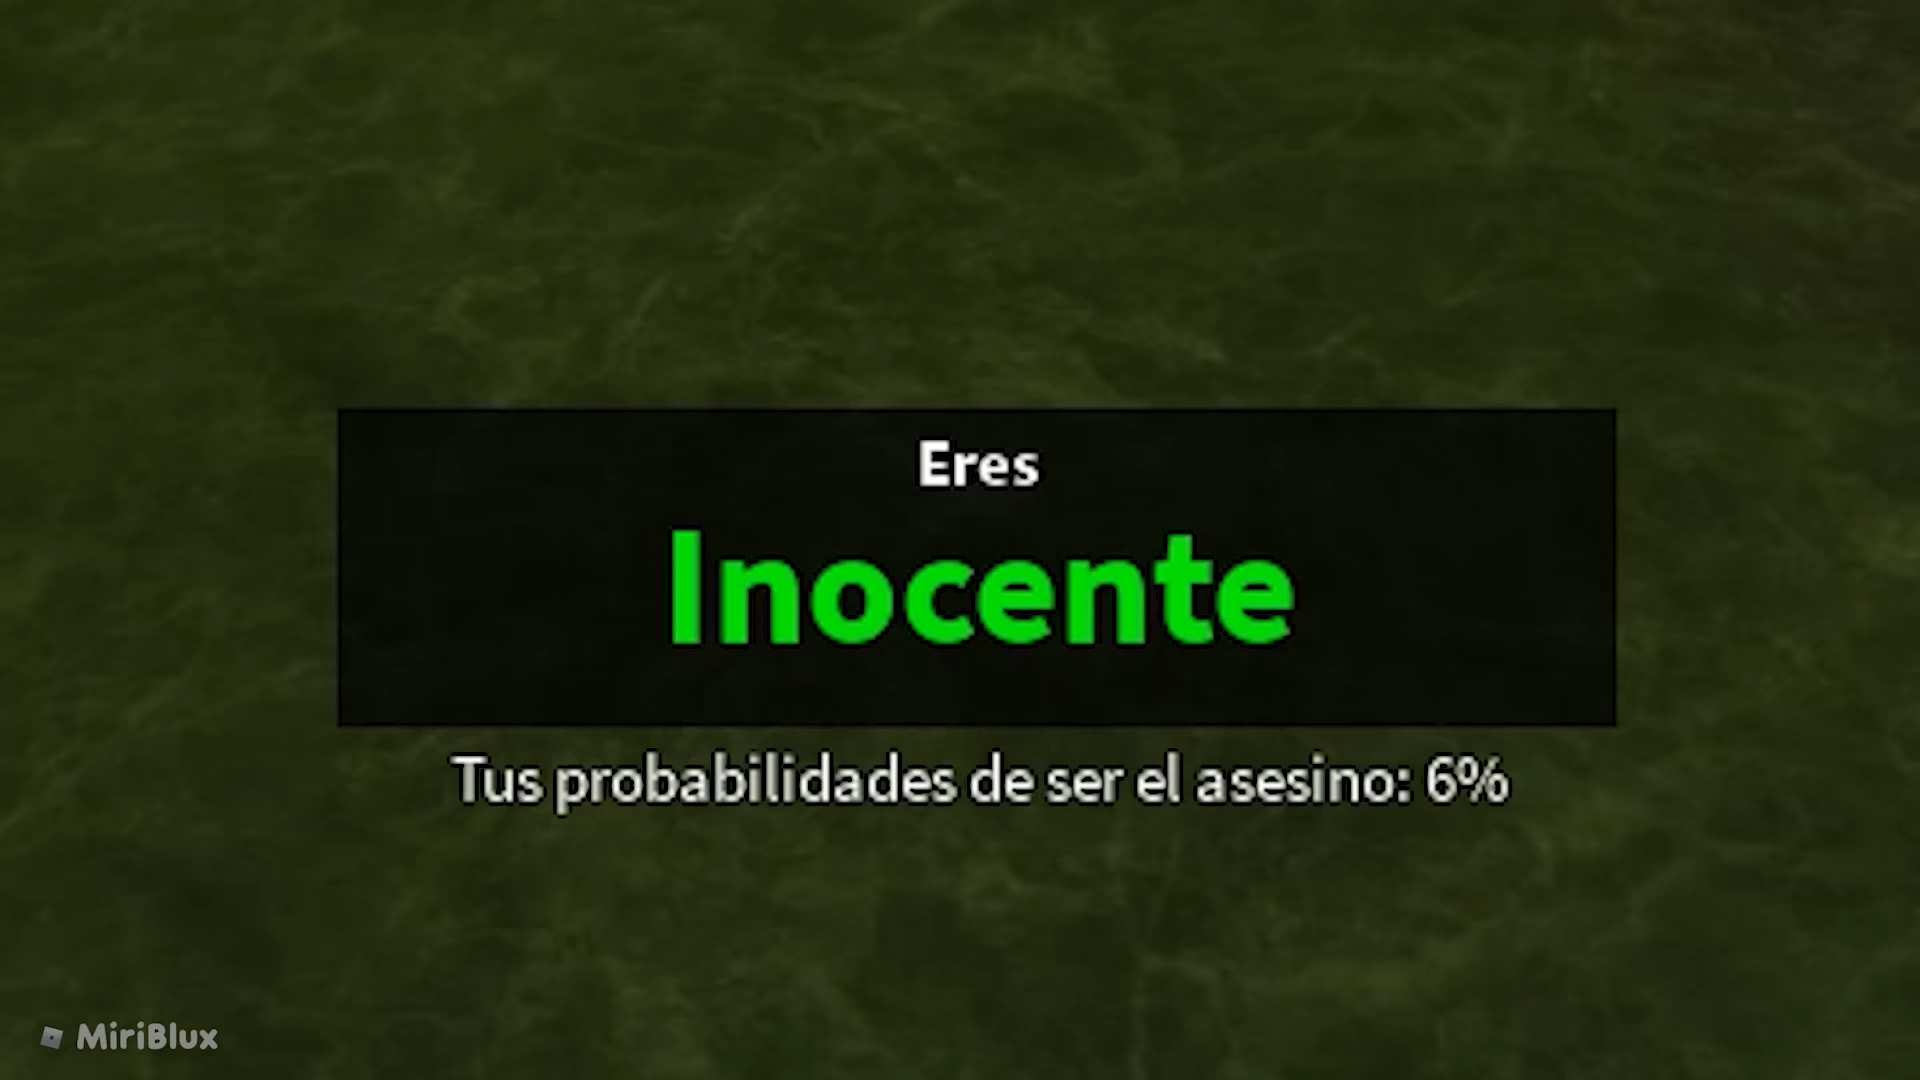 Eres
Inocente
Tus probabilidades de ser el asesino: 6%
MiriBlux